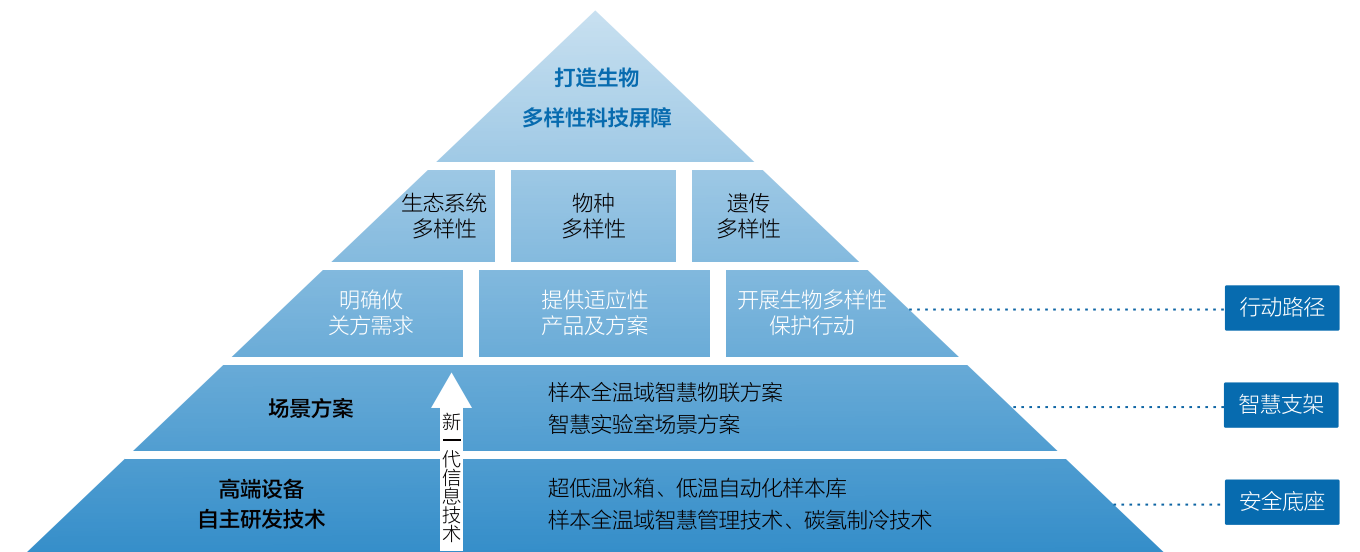 打造生物
多样性科技屏障
生态系统
多样性
物种
多样性
遗传
多样性
明确攸
关方需求
提供适应性
产品及方案
开展生物多样性
保护行动
行动路径
场景方案
样本全温域智慧物联方案
智慧实验室场景方案
智慧支架
新一代信息技术
高端设备
自主研发技术
超低温冰箱、低温自动化样本库
样本全温域智慧管理技术、碳氢制冷技术
安全底座